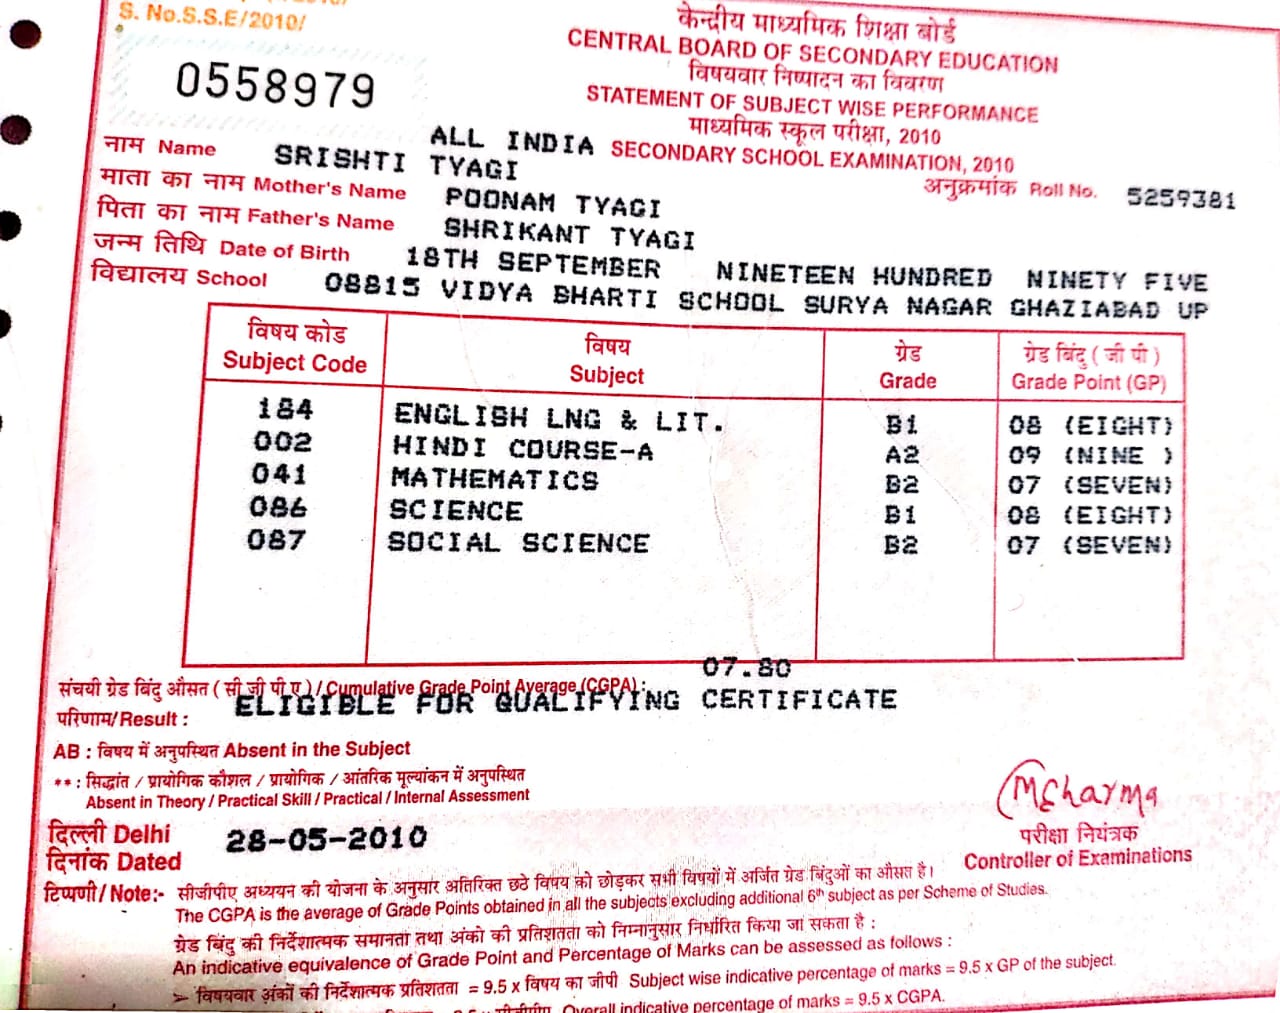 S. No.S.S.E/2010/
0558979
केन्द्रीय माध्यमिक शिक्षा बोर्ड
CENTRAL BOARD OF SECONDARY EDUCATION
विषयवार निष्पादन का विवरण
STATEMENT OF SUBJECT WISE PERFORMANCE
माध्यमिक स्कूल परीक्षा, 2010
ALL INDIA SECONDARY SCHOOL EXAMINATION, 2010
नाम Name SRISHTI TYAGI
अनुक्रमांक Roll No. 5259381
माता का नाम Mother's Name POONAM TYAGI
पिता का नाम Father's Name SHRIKANT TYAGI
जन्म तिथि Date of Birth 18TH SEPTEMBER NINETEEN HUNDRED NINETY FIVE
विद्यालय School 08815 VIDYA BHARTI SCHOOL SURYA NAGAR GHAZIABAD UP
विषय कोड विषय ग्रेड ग्रेड बिंदु ( जी पी )
Subject Code Subject Grade Grade Point (GP)
184 ENGLISH LNG & LIT. B1 08 (EIGHT)
002 HINDI COURSE-A A2 09 (NINE )
041 MATHEMATICS B2 07 (SEVEN)
086 SCIENCE B1 08 (EIGHT)
087 SOCIAL SCIENCE B2 07 (SEVEN)
संचयी ग्रेड बिंदु औसत ( सी जी पी ए ) / Cumulative Grade Point Average (CGPA) : 07.80
परिणाम/Result : ELIGIBLE FOR QUALIFYING CERTIFICATE
AB : विषय में अनुपस्थित Absent in the Subject
** : सिद्धांत / प्रायोगिक कौशल / प्रायोगिक / आंतरिक मूल्यांकन में अनुपस्थित
Absent in Theory / Practical Skill / Practical / Internal Assessment
MSharma
दिल्ली Delhi
दिनांक Dated 28-05-2010
परीक्षा नियंत्रक
Controller of Examinations
टिप्पणी/ Note:- सीजीपीए अध्ययन की योजना के अनुसार अतिरिक्त छठे विषय को छोड़कर सभी विषयों में अर्जित ग्रेड बिंदुओं का औसत है।
The CGPA is the average of Grade Points obtained in all the subjects excluding additional 6th subject as per Scheme of Studies.
ग्रेड बिंदु की निर्देशात्मक समानता तथा अंको की प्रतिशतता को निम्नानुसार निर्धारित किया जा सकता है :
An indicative equivalence of Grade Point and Percentage of Marks can be assessed as follows :
➢ विषयवार अंकों की निर्देशात्मक प्रतिशतता = 9.5 x विषय का जीपी Subject wise indicative percentage of marks = 9.5 x GP of the subject.
Overall indicative percentage of marks = 9.5 x CGPA.